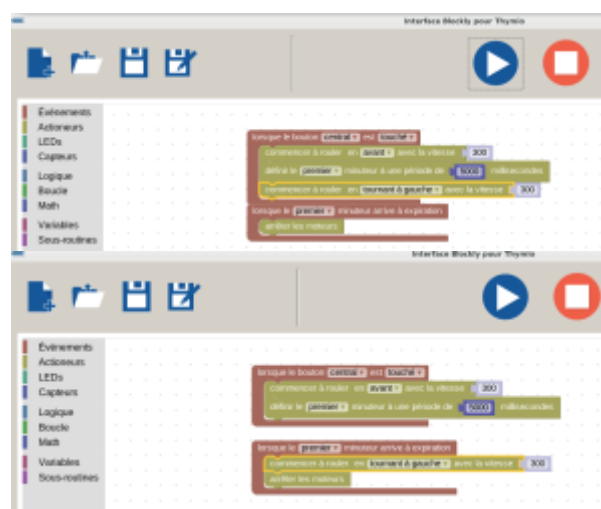 Interface Blockly pour Thymio
Événements
Actionneurs
LEDs
Capteurs
Logique
Boucle
Math
Variables
Sous-routines
lorsque le bouton central est touché
commencer à rouler en avant avec la vitesse 300
définir le premier minuteur à une période de 5000 millisecondes
commencer à rouler en tournant à gauche avec la vitesse 300
lorsque le premier minuteur arrive à expiration
arrêter les moteurs
Interface Blockly pour Thymio
Événements
Actionneurs
LEDs
Capteurs
Logique
Boucle
Math
Variables
Sous-routines
lorsque le bouton central est touché
commencer à rouler en avant avec la vitesse 300
définir le premier minuteur à une période de 5000 millisecondes
lorsque le premier minuteur arrive à expiration
commencer à rouler en tournant à gauche avec la vitesse 300
arrêter les moteurs